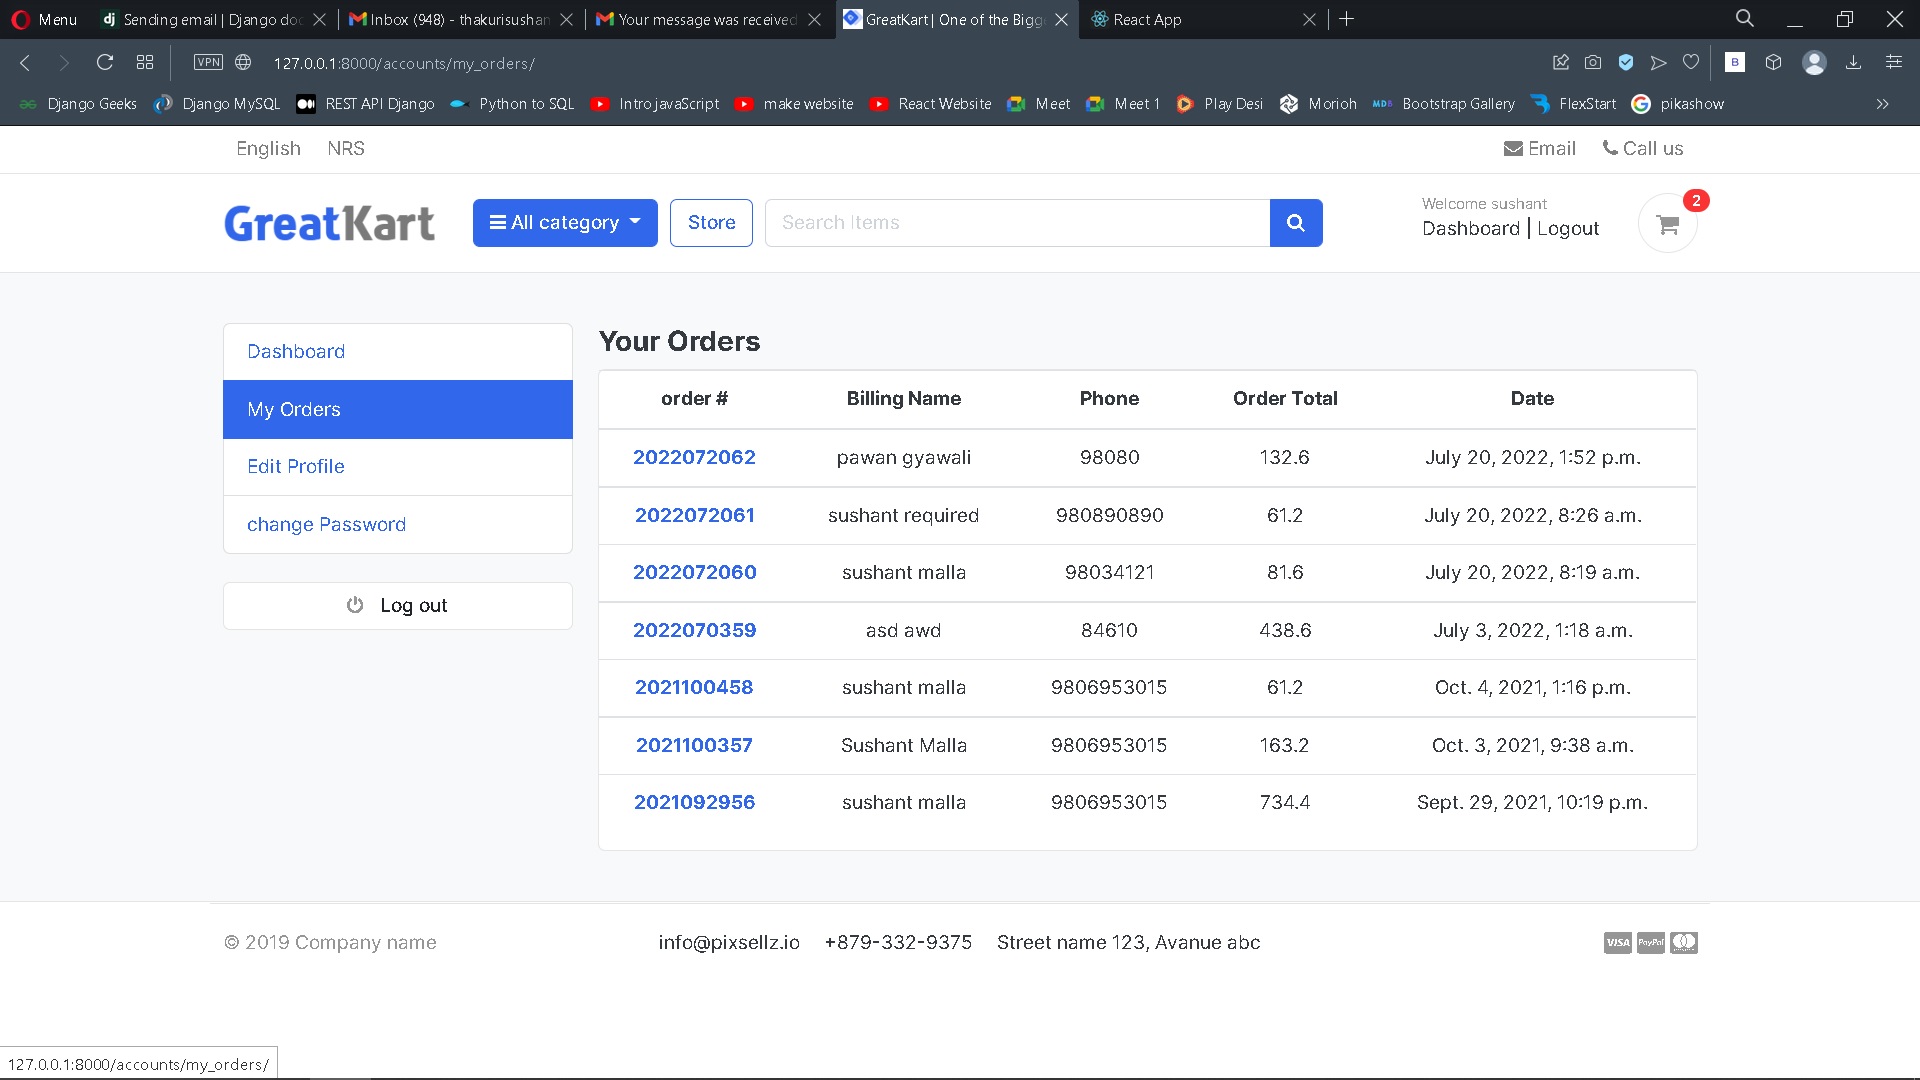 Menu
Sending email | Django doc
Inbox (948) - thakurisushan
Your message was received
GreatKart | One of the Bigg
React App
VPN
127.0.0.1:8000/accounts/my_orders/
B
Django Geeks
Django MySQL
REST API Django
Python to SQL
Intro javaScript
make website
React Website
Meet
Meet 1
Play Desi
Morioh
MDB Bootstrap Gallery
FlexStart
pikashow
English NRS
Email Call us
GreatKart
All category
Store
Search Items
Welcome sushant
Dashboard | Logout
2
Dashboard
My Orders
Edit Profile
change Password
Log out
Your Orders
order # Billing Name Phone Order Total Date
2022072062 pawan gyawali 98080 132.6 July 20, 2022, 1:52 p.m.
2022072061 sushant required 980890890 61.2 July 20, 2022, 8:26 a.m.
2022072060 sushant malla 98034121 81.6 July 20, 2022, 8:19 a.m.
2022070359 asd awd 84610 438.6 July 3, 2022, 1:18 a.m.
2021100458 sushant malla 9806953015 61.2 Oct. 4, 2021, 1:16 p.m.
2021100357 Sushant Malla 9806953015 163.2 Oct. 3, 2021, 9:38 a.m.
2021092956 sushant malla 9806953015 734.4 Sept. 29, 2021, 10:19 p.m.
© 2019 Company name
info@pixsellz.io +879-332-9375 Street name 123, Avanue abc
VISA PayPal
127.0.0.1:8000/accounts/my_orders/